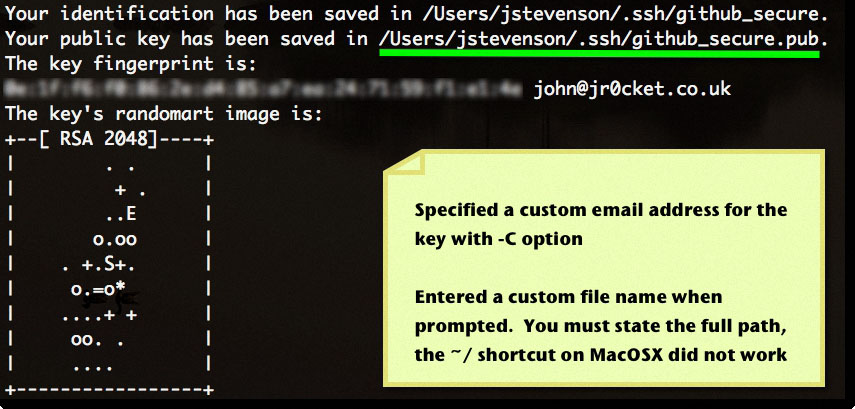 Your identification has been saved in /Users/jstevenson/.ssh/github_secure.
Your public key has been saved in /Users/jstevenson/.ssh/github_secure.pub.
The key fingerprint is:
john@jr0cket.co.uk
The key's randomart image is:
+--[ RSA 2048]----+
|        . .      |
|         + .     |
|        ..E      |
|       o.oo      |
|    . +.S+.      |
|     o.=o*       |
|    ....+ +      |
|     oo. .       |
|     ....        |
+-----------------+
Specified a custom email address for the
key with -C option
Entered a custom file name when
prompted.  You must state the full path,
the ~/ shortcut on MacOSX did not work